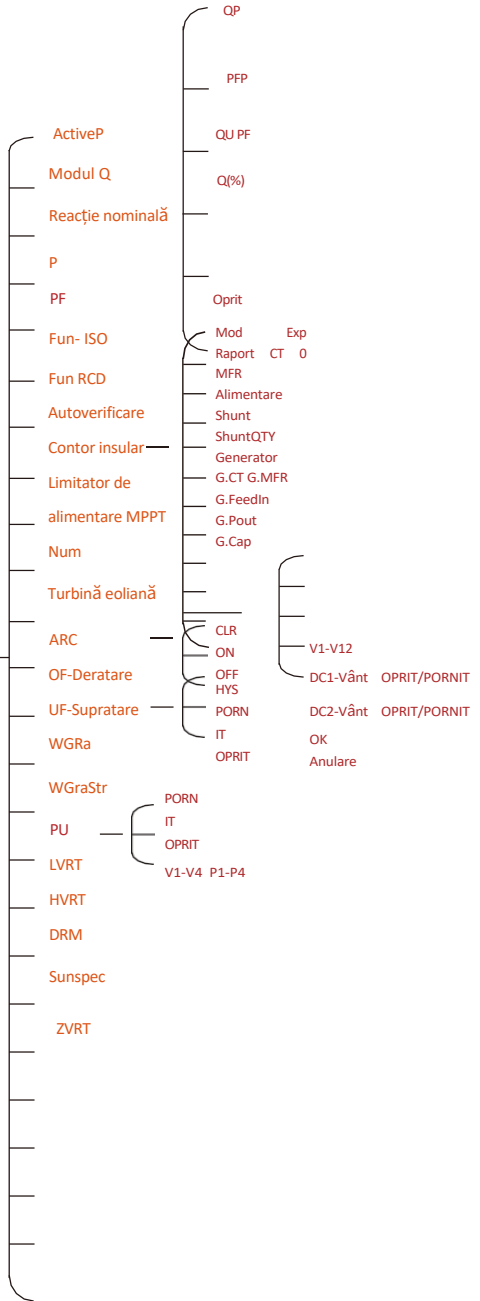 QP
PFP
QU PF
Q(%)
Oprit
ActiveP
Modul Q
Reacție nominală
P
PF
Fun- ISO
Fun RCD
Autoverificare
Contor insular
Limitator de
alimentare MPPT
Num
Turbină eoliană
ARC
OF-Deratare
UF-Supratare
WGRa
WGraStr
PU
LVRT
HVRT
DRM
Sunspec
ZVRT
Mod Exp
Raport CT 0
MFR
Alimentare
Shunt
ShuntQTY
Generator
G.CT G.MFR
G.FeedIn
G.Pout
G.Cap
CLR
ON
OFF
HYS
PORN
IT
OPRIT
V1-V12
DC1-Vânt OPRIT/PORNIT
DC2-Vânt OPRIT/PORNIT
OK
Anulare
PORN
IT
OPRIT
V1-V4 P1-P4